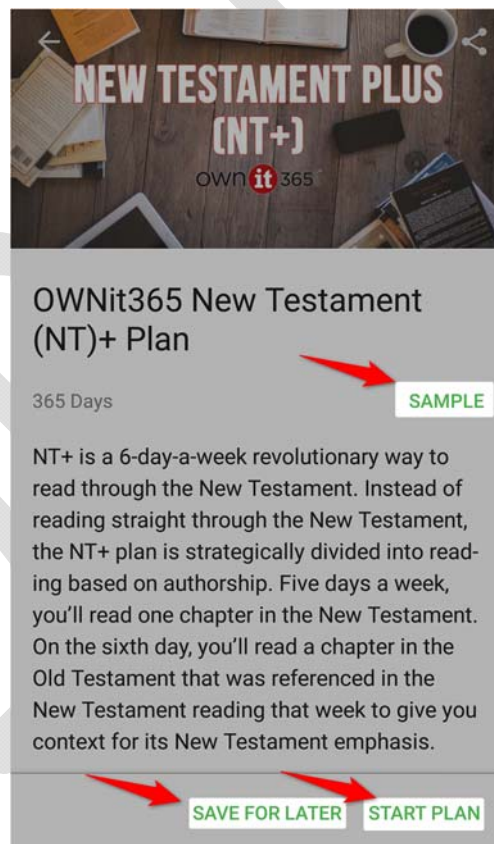 NEW TESTAMENT PLUS
(NT+)
OWN it 365
OWNit365 New Testament
(NT)+ Plan
365 Days
SAMPLE
NT+ is a 6-day-a-week revolutionary way to
read through the New Testament. Instead of
reading straight through the New Testament,
the NT+ plan is strategically divided into read-
ing based on authorship. Five days a week,
you’ll read one chapter in the New Testament.
On the sixth day, you’ll read a chapter in the
Old Testament that was referenced in the
New Testament reading that week to give you
context for its New Testament emphasis.
SAVE FOR LATER START PLAN